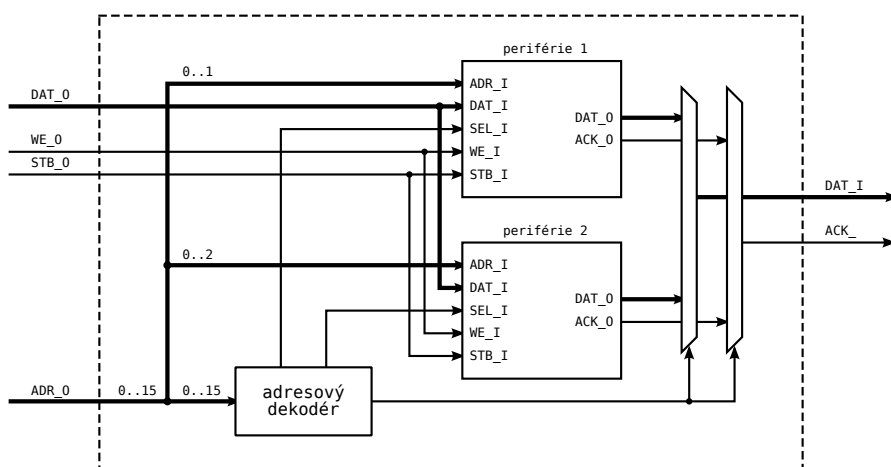 periférie 1
0..1
ADR_I
DAT_O
DAT_I
SEL_I
DAT_O
WE_O
WE_I
ACK_O
STB_O
STB_I
DAT_I
periférie 2
ACK_
0..2
ADR_I
DAT_I
DAT_O
SEL_I
ACK_O
WE_I
STB_I
ADR_O
0..15
0..15
adresový
dekodér